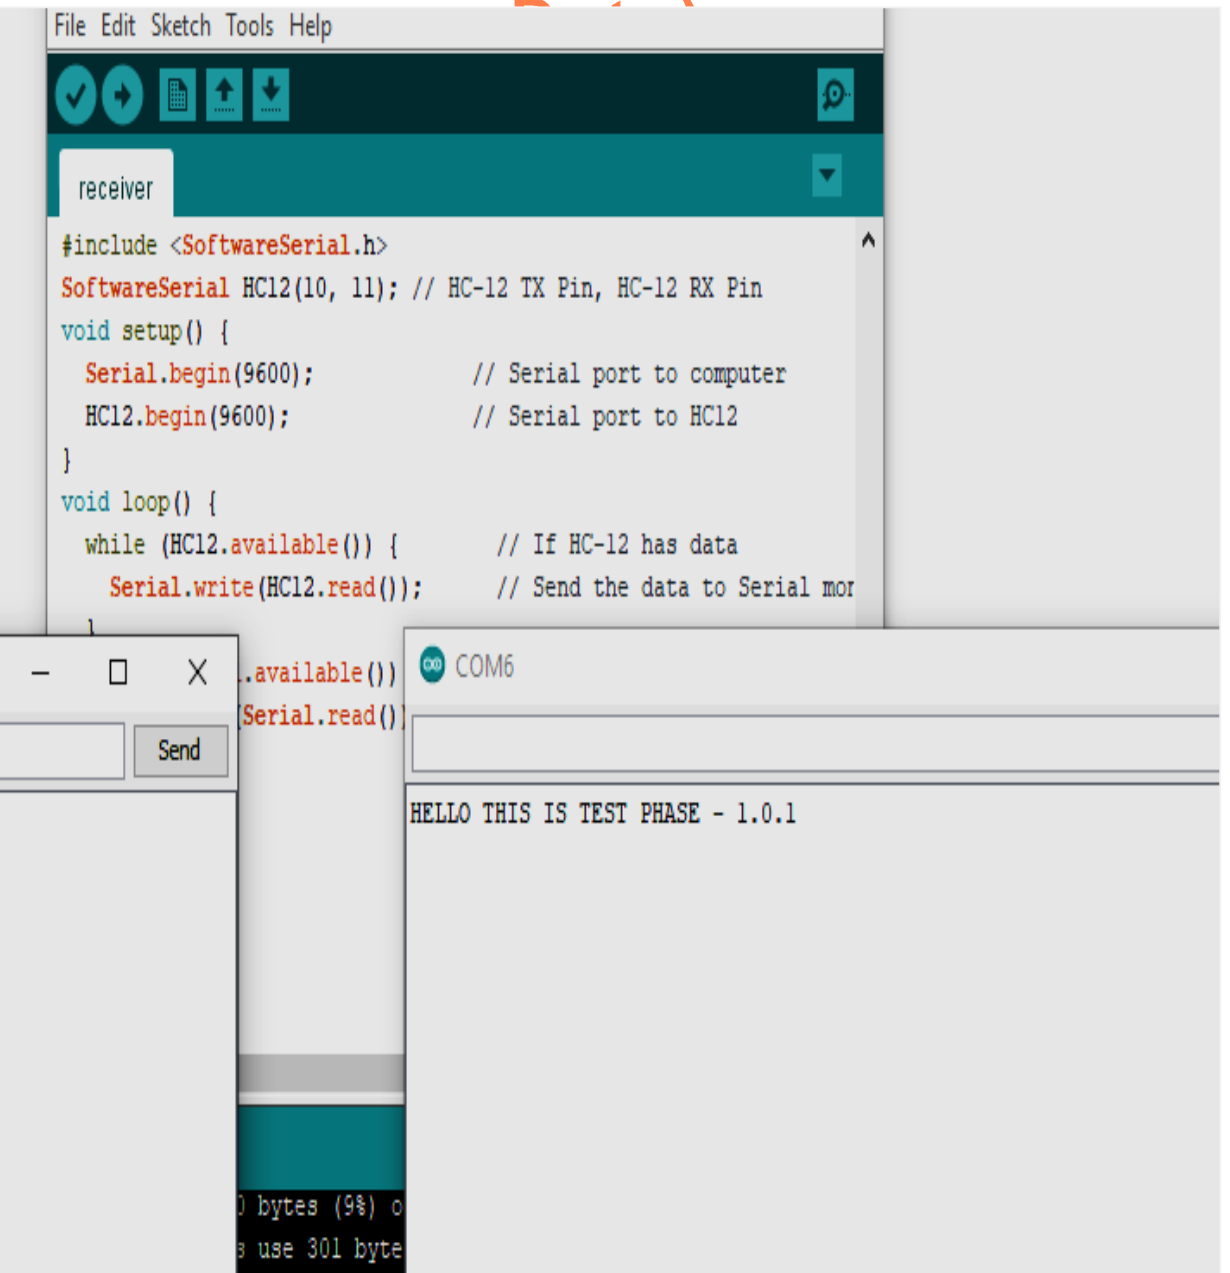 File Edit Sketch Tools Help
receiver
#include <SoftwareSerial.h>
SoftwareSerial HC12(10, 11); // HC-12 TX Pin, HC-12 RX Pin
void setup() {
Serial.begin(9600); // Serial port to computer
HC12.begin(9600); // Serial port to HC12
}
void loop() {
while (HC12.available()) { // If HC-12 has data
Serial.write(HC12.read()); // Send the data to Serial mor
}
.available())
(Serial.read())
Send
COM6
HELLO THIS IS TEST PHASE - 1.0.1
0 bytes (9%) o
s use 301 byte